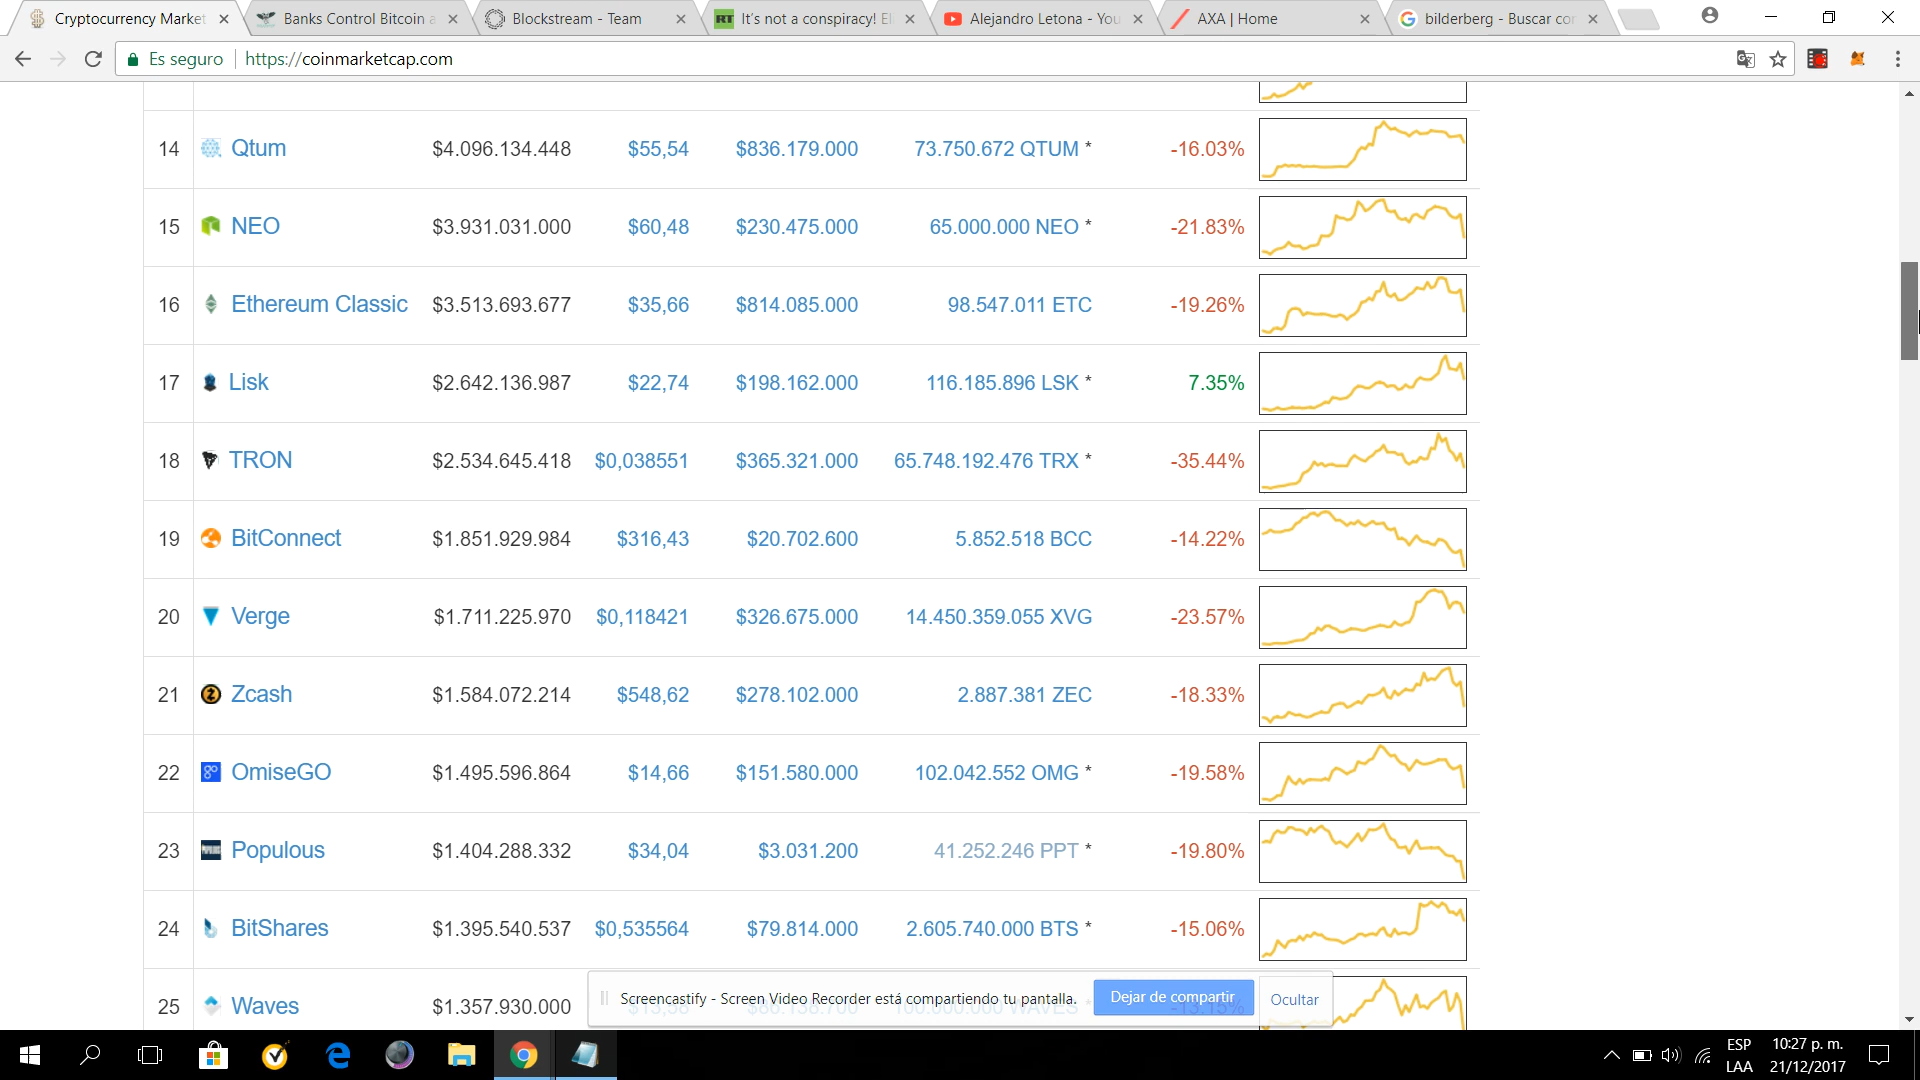 Cryptocurrency Market
Banks Control Bitcoin a
Blockstream - Team
RT
It's not a conspiracy! El
Alejandro Letona - You
AXA | Home
bilderberg - Buscar con
Es seguro
https://coinmarketcap.com
14 Qtum $4.096.134.448 $55,54 $836.179.000 73.750.672 QTUM * -16.03%
15 NEO $3.931.031.000 $60,48 $230.475.000 65.000.000 NEO * -21.83%
16 Ethereum Classic $3.513.693.677 $35,66 $814.085.000 98.547.011 ETC -19.26%
17 Lisk $2.642.136.987 $22,74 $198.162.000 116.185.896 LSK * 7.35%
18 TRON $2.534.645.418 $0,038551 $365.321.000 65.748.192.476 TRX * -35.44%
19 BitConnect $1.851.929.984 $316,43 $20.702.600 5.852.518 BCC -14.22%
20 Verge $1.711.225.970 $0,118421 $326.675.000 14.450.359.055 XVG -23.57%
21 Zcash $1.584.072.214 $548,62 $278.102.000 2.887.381 ZEC -18.33%
22 OmiseGO $1.495.596.864 $14,66 $151.580.000 102.042.552 OMG * -19.58%
23 Populous $1.404.288.332 $34,04 $3.031.200 41.252.246 PPT * -19.80%
24 BitShares $1.395.540.537 $0,535564 $79.814.000 2.605.740.000 BTS * -15.06%
25 Waves $1.357.930.000
Screencastify - Screen Video Recorder está compartiendo tu pantalla. Dejar de compartir Ocultar
ESP 10:27 p. m.
LAA 21/12/2017